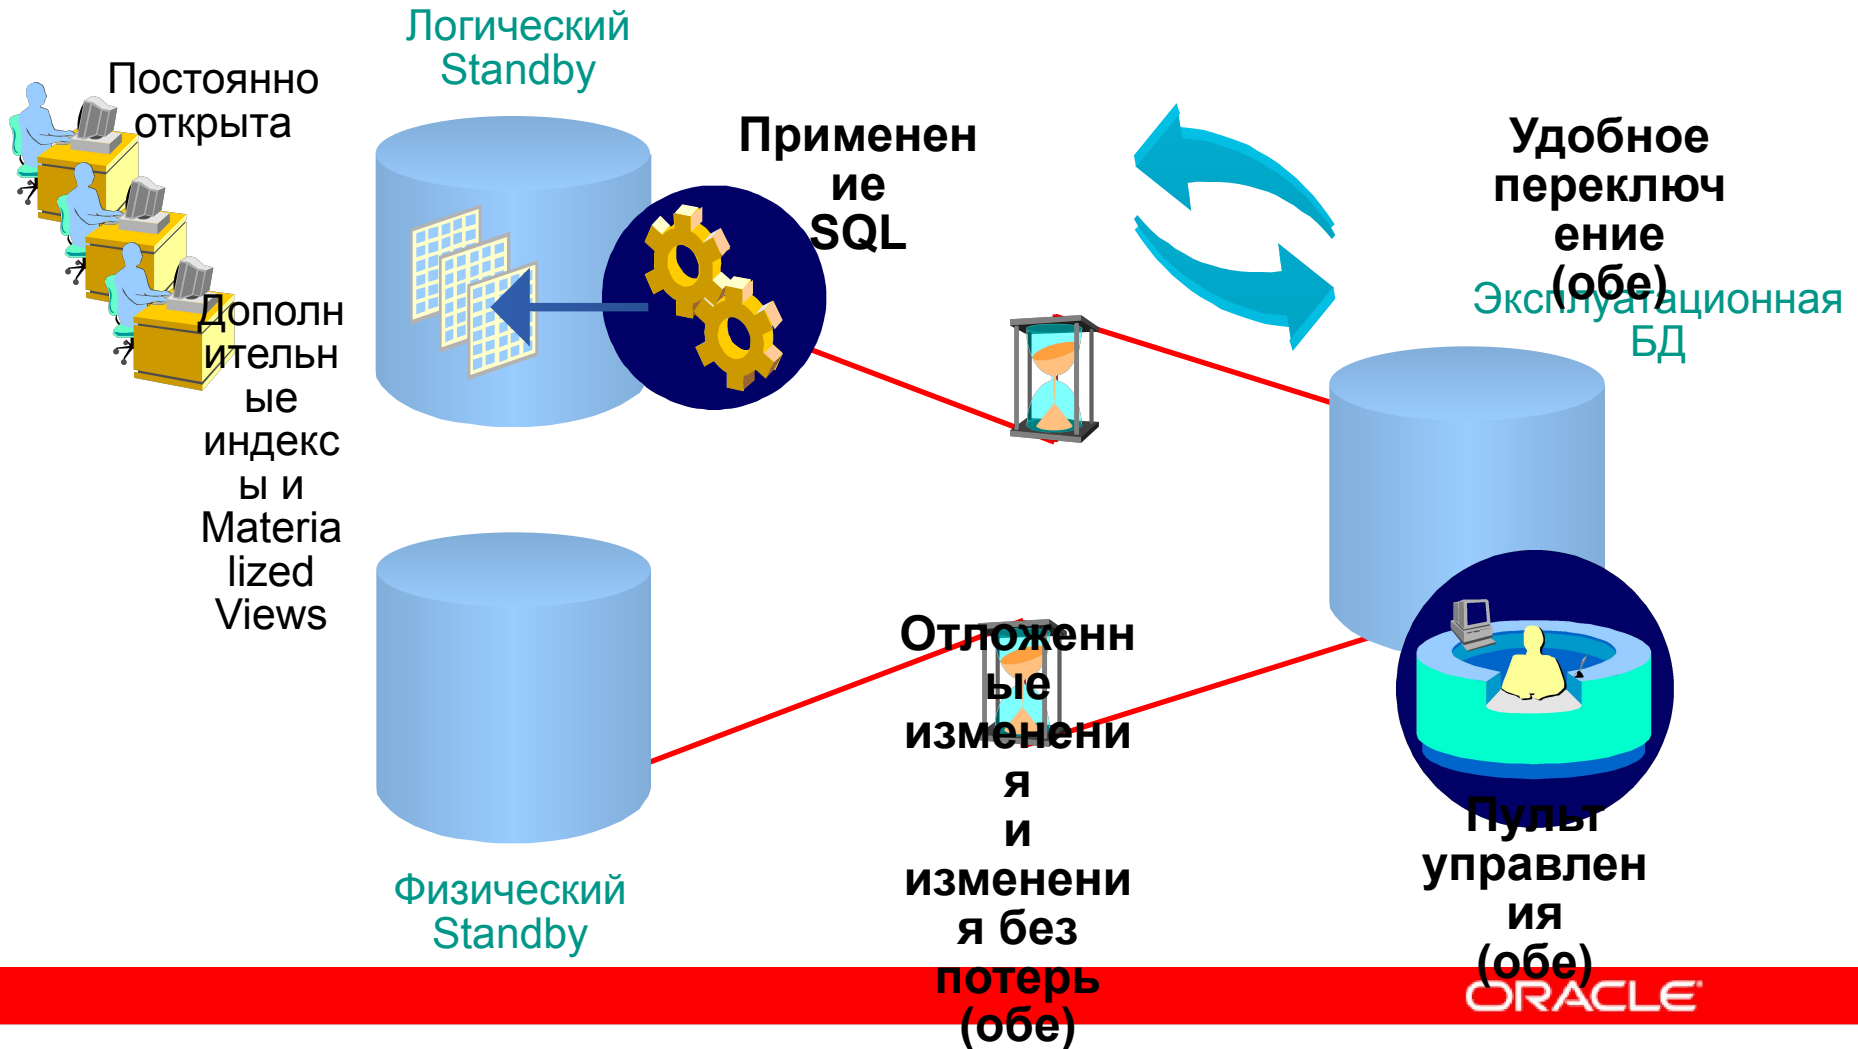 Логический
Standby
Постоянно
открыта
Применен
ие
SQL
Удобное
переключ
ение
(обе)
Эксплуатационная
БД
Дополн
ительн
ые
индекс
ы и
Materia
lized
Views
Отложенн
ые
изменени
я
и
изменени
я без
потерь
(обе)
Пульт
управлен
ия
(обе)
Физический
Standby
ORACLE